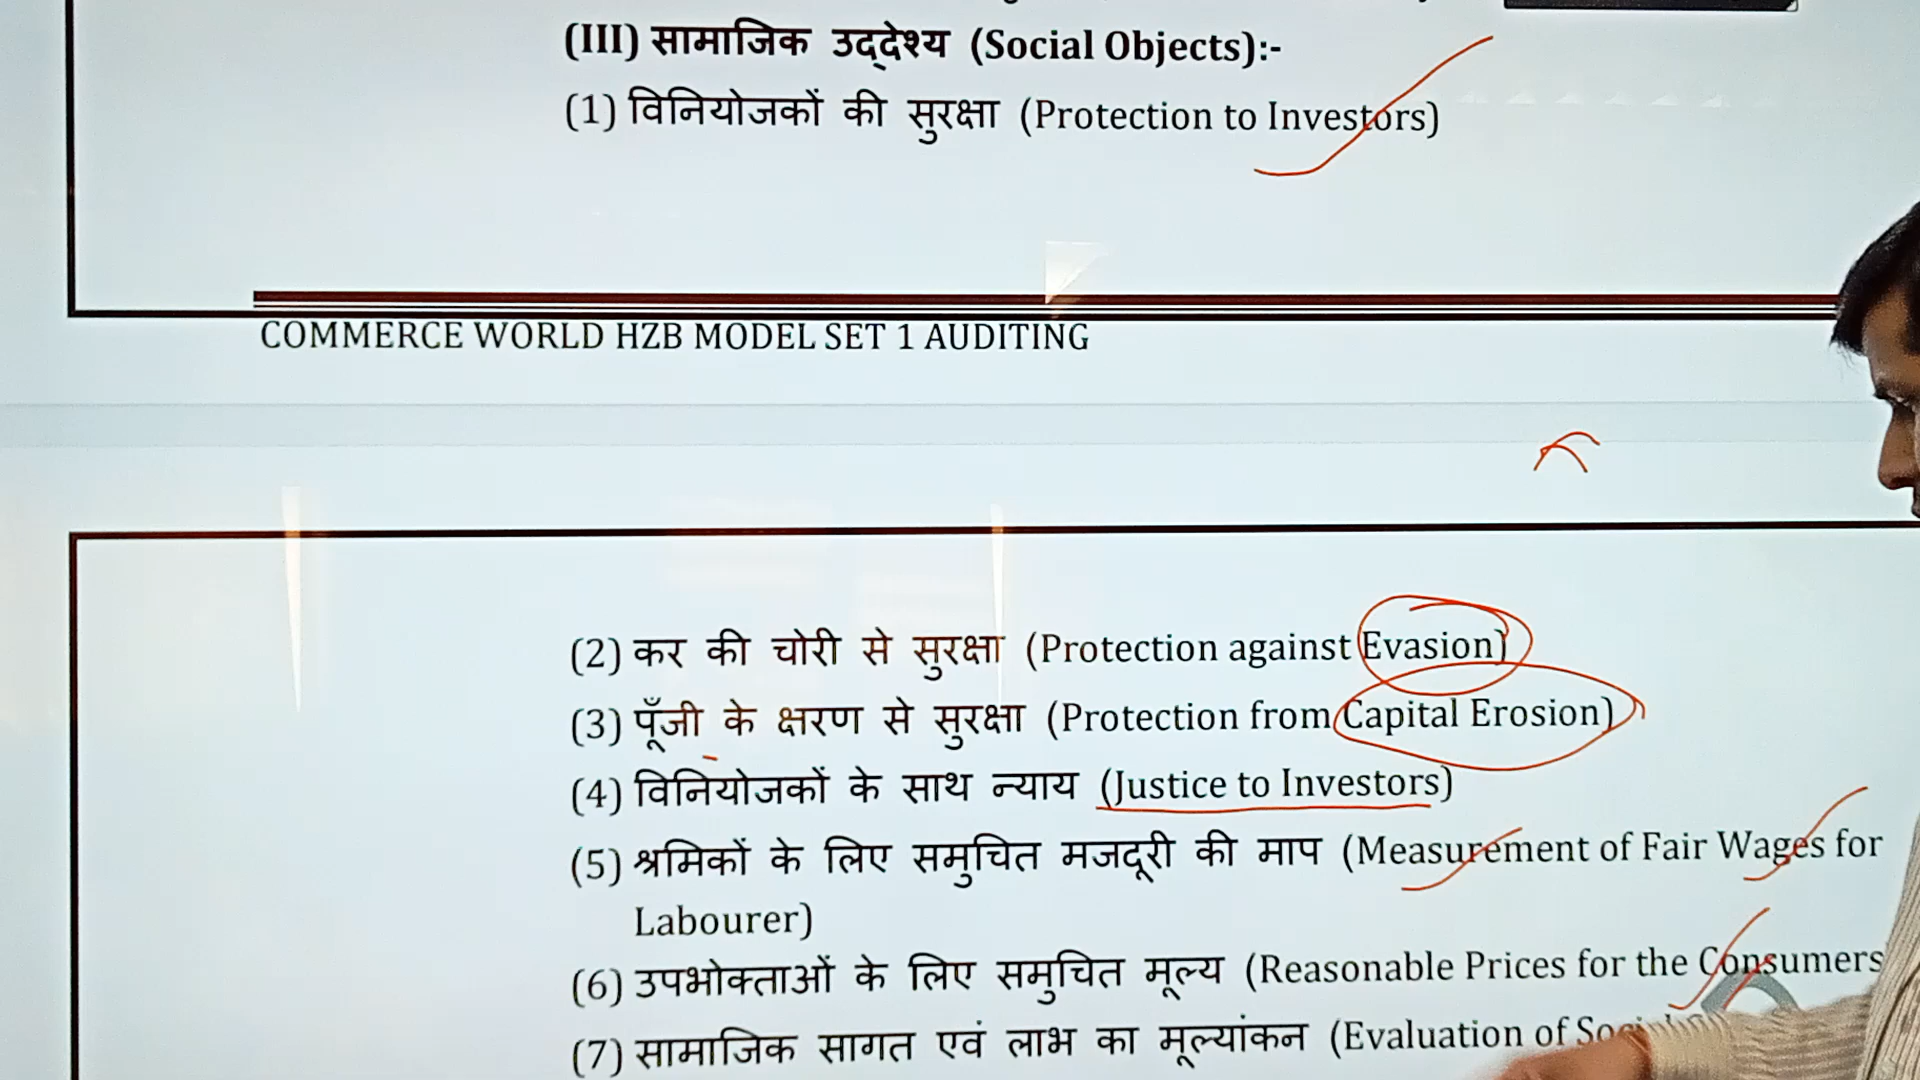 (III) सामाजिक उद्देश्य (Social Objects):-
(1) विनियोजकों की सुरक्षा (Protection to Investors)
COMMERCE WORLD HZB MODEL SET 1 AUDITING
(2) कर की चोरी से सुरक्षा (Protection against Evasion)
(3) पूँजी के क्षरण से सुरक्षा (Protection from Capital Erosion)
(4) विनियोजकों के साथ न्याय (Justice to Investors)
(5) श्रमिकों के लिए समुचित मजदूरी की माप (Measurement of Fair Wages for
Labourer)
(6) उपभोक्ताओं के लिए समुचित मूल्य (Reasonable Prices for the Consumers
(7) सामाजिक सागत एवं लाभ का मूल्यांकन (Evaluation of